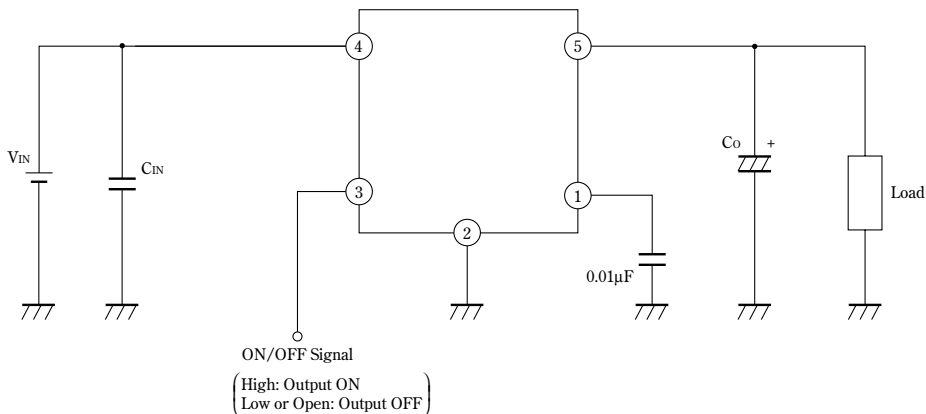 4
5
VIN
CIN
CO
+
3
1
Load
2
0.01µF
ON/OFF Signal
High: Output ON
Low or Open: Output OFF